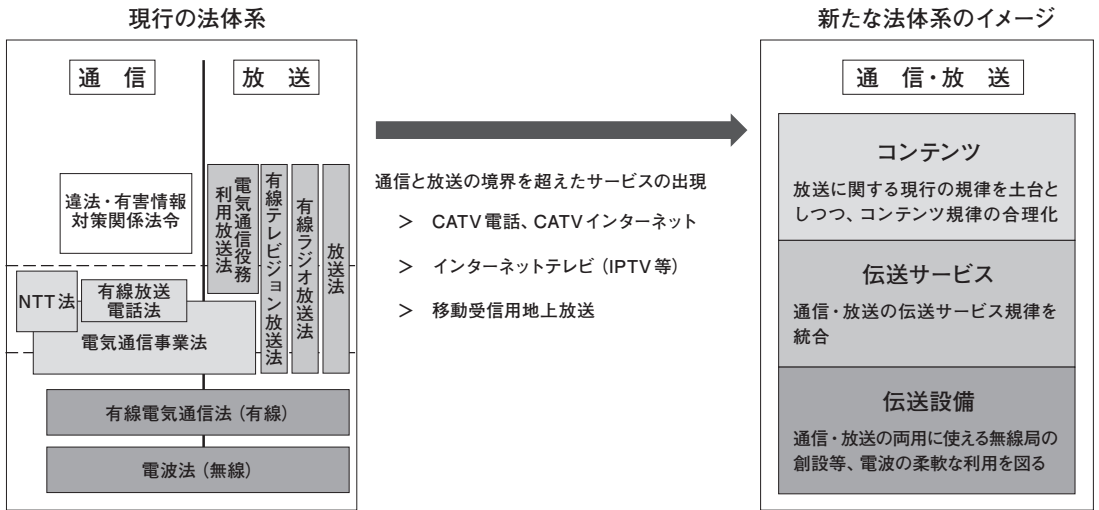 現行の法体系
通　信
放　送
違法・有害情報
対策関係法令
電気通信役務
利用放送法
有線テレビジョン放送法
有線ラジオ放送法
放送法
NTT法
有線放送
電話法
電気通信事業法
有線電気通信法（有線）
電波法（無線）
通信と放送の境界を超えたサービスの出現
＞　CATV電話、CATVインターネット
＞　インターネットテレビ（IPTV等）
＞　移動受信用地上放送
新たな法体系のイメージ
通　信・放　送
コンテンツ
放送に関する現行の規律を土台と
しつつ、コンテンツ規律の合理化
伝送サービス
通信・放送の伝送サービス規律を
統合
伝送設備
通信・放送の両用に使える無線局の
創設等、電波の柔軟な利用を図る